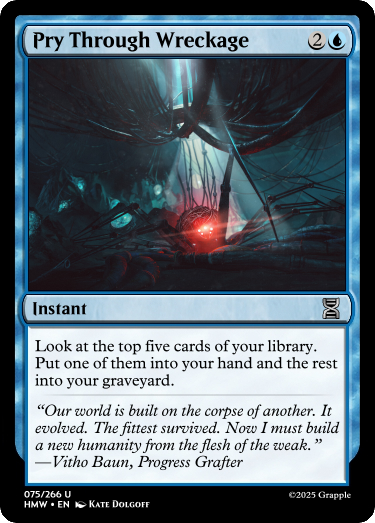 Pry Through Wreckage 2
Instant
Look at the top five cards of your library.
Put one of them into your hand and the rest
into your graveyard.
“Our world is built on the corpse of another. It
evolved. The fittest survived. Now I must build
a new humanity from the flesh of the weak.”
—Vitho Baun, Progress Grafter
075/266 U
HMW • EN Kate Dolgoff
©2025 Grapple